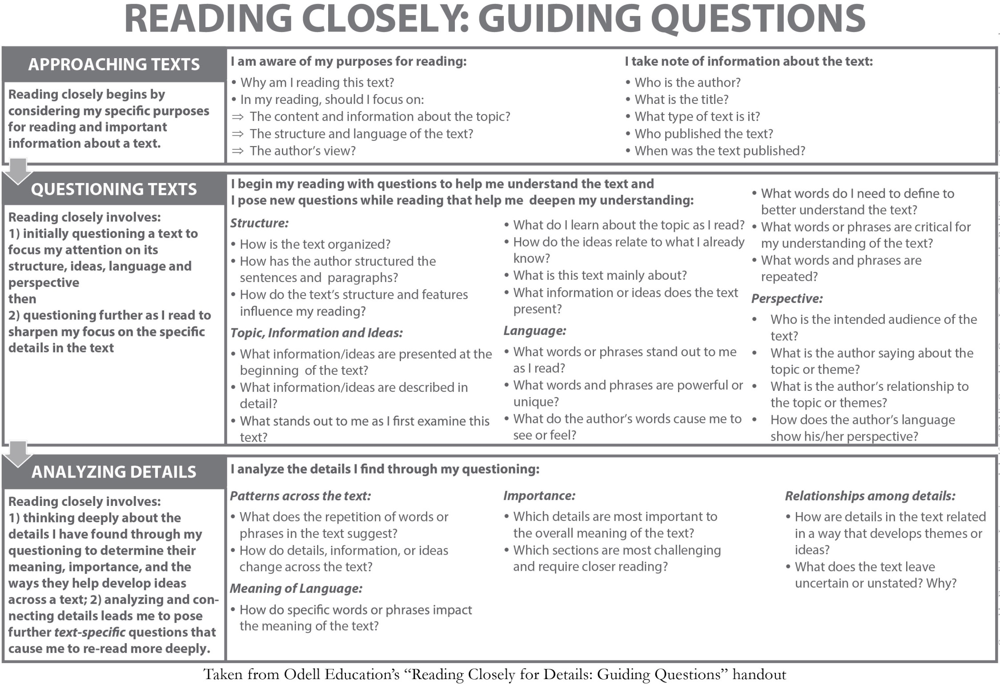 READING CLOSELY: GUIDING QUESTIONS
APPROACHING TEXTS
Reading closely begins by
considering my specific purposes
for reading and important
information about a text.
I am aware of my purposes for reading:
• Why am I reading this text?
• In my reading, should I focus on:
⇒ The content and information about the topic?
⇒ The structure and language of the text?
⇒ The author’s view?
I take note of information about the text:
• Who is the author?
• What is the title?
• What type of text is it?
• Who published the text?
• When was the text published?
QUESTIONING TEXTS
Reading closely involves:
1) initially questioning a text to
focus my attention on its
structure, ideas, language and
perspective
then
2) questioning further as I read to
sharpen my focus on the specific
details in the text
I begin my reading with questions to help me understand the text and
I pose new questions while reading that help me deepen my understanding:
Structure:
• How is the text organized?
• How has the author structured the
sentences and paragraphs?
• How do the text’s structure and features
influence my reading?
Topic, Information and Ideas:
• What information/ideas are presented at the
beginning of the text?
• What information/ideas are described in
detail?
• What stands out to me as I first examine this
text?
• What do I learn about the topic as I read?
• How do the ideas relate to what I already
know?
• What is this text mainly about?
• What information or ideas does the text
present?
Language:
• What words or phrases stand out to me
as I read?
• What words and phrases are powerful or
unique?
• What do the author’s words cause me to
see or feel?
• What words do I need to define to
better understand the text?
• What words or phrases are critical for
my understanding of the text?
• What words and phrases are
repeated?
Perspective:
• Who is the intended audience of the
text?
• What is the author saying about the
topic or theme?
• What is the author’s relationship to
the topic or themes?
• How does the author’s language
show his/her perspective?
ANALYZING DETAILS
Reading closely involves:
1) thinking deeply about the
details I have found through my
questioning to determine their
meaning, importance, and the
ways they help develop ideas
across a text; 2) analyzing and con-
necting details leads me to pose
further text-specific questions that
cause me to re-read more deeply.
I analyze the details I find through my questioning:
Patterns across the text:
• What does the repetition of words or
phrases in the text suggest?
• How do details, information, or ideas
change across the text?
Meaning of Language:
• How do specific words or phrases impact
the meaning of the text?
Importance:
• Which details are most important to
the overall meaning of the text?
• Which sections are most challenging
and require closer reading?
Relationships among details:
• How are details in the text related
in a way that develops themes or
ideas?
• What does the text leave
uncertain or unstated? Why?
Taken from Odell Education’s “Reading Closely for Details: Guiding Questions” handout